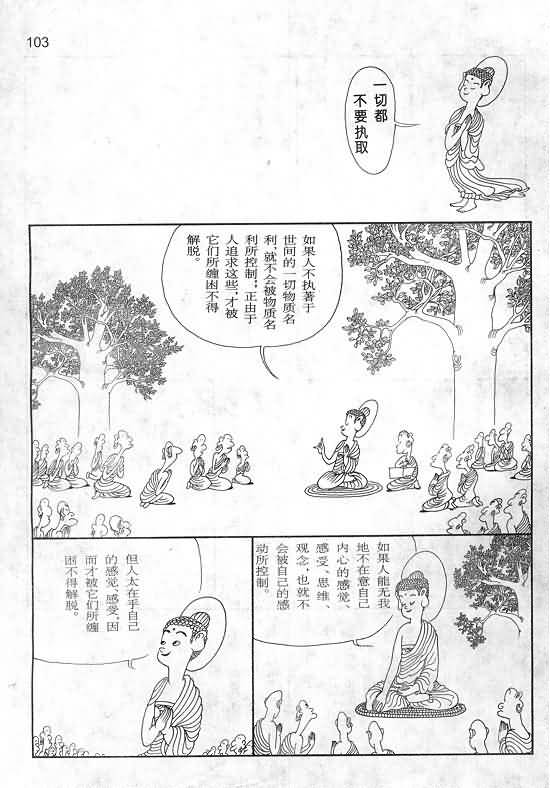 103
一切都
不要执取
如果人不执著于
世间的一切物质名
利、就不会被物质名
利所控制；正由于
人追求这些、才被
它们所缠困不得
解脱。
如果人能无我
地不在意自己
内心的感觉、
感受、思维、
观念，也就不
会被自己的感
动所控制。
但人太在乎自己
的感觉、感受、因
而才被它们所缠
困不得解脱。